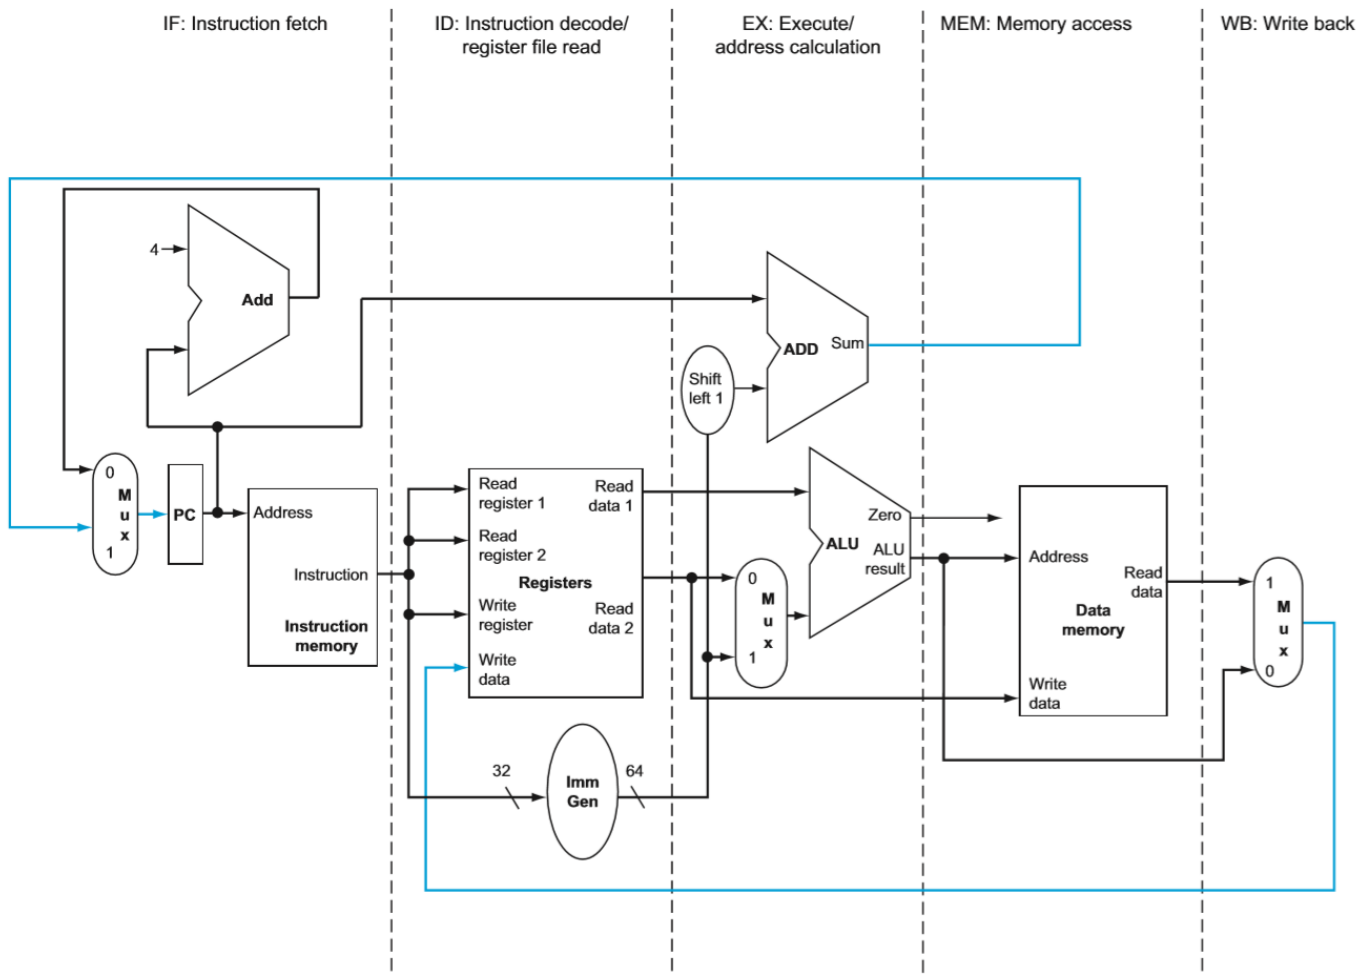 IF: Instruction fetch
ID: Instruction decode/
register file read
EX: Execute/
address calculation
MEM: Memory access
WB: Write back
4
Add
ADD Sum
Shift
left 1
0
M
u
x
1
PC
Address
Instruction
Instruction
memory
Read
register 1
Read
data 1
Read
register 2
Registers
Write
register
Read
data 2
Write
data
Zero
ALU
ALU
result
0
M
u
x
1
Address
Read
data
Data
memory
Write
data
1
M
u
x
0
32
Imm
Gen
64